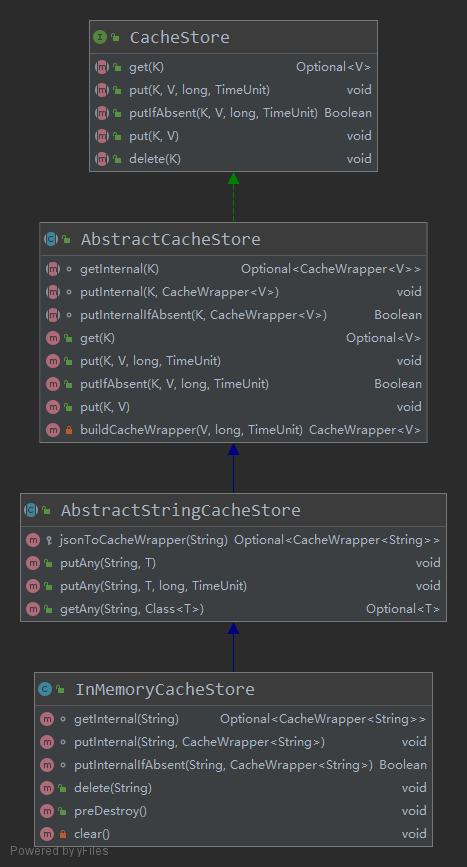 CacheStore
get(K) Optional<V>
put(K, V, long, TimeUnit) void
putIfAbsent(K, V, long, TimeUnit) Boolean
put(K, V) void
delete(K) void
AbstractCacheStore
getInternal(K) Optional<CacheWrapper<V>>
putInternal(K, CacheWrapper<V>) void
putInternalIfAbsent(K, CacheWrapper<V>) Boolean
get(K) Optional<V>
put(K, V, long, TimeUnit) void
putIfAbsent(K, V, long, TimeUnit) Boolean
put(K, V) void
buildCacheWrapper(V, long, TimeUnit) CacheWrapper<V>
AbstractStringCacheStore
jsonToCacheWrapper(String) Optional<CacheWrapper<String>>
putAny(String, T) void
putAny(String, T, long, TimeUnit) void
getAny(String, Class<T>) Optional<T>
InMemoryCacheStore
getInternal(String) Optional<CacheWrapper<String>>
putInternal(String, CacheWrapper<String>) void
putInternalIfAbsent(String, CacheWrapper<String>) Boolean
delete(String) void
preDestroy() void
clear() void
Powered by yFiles